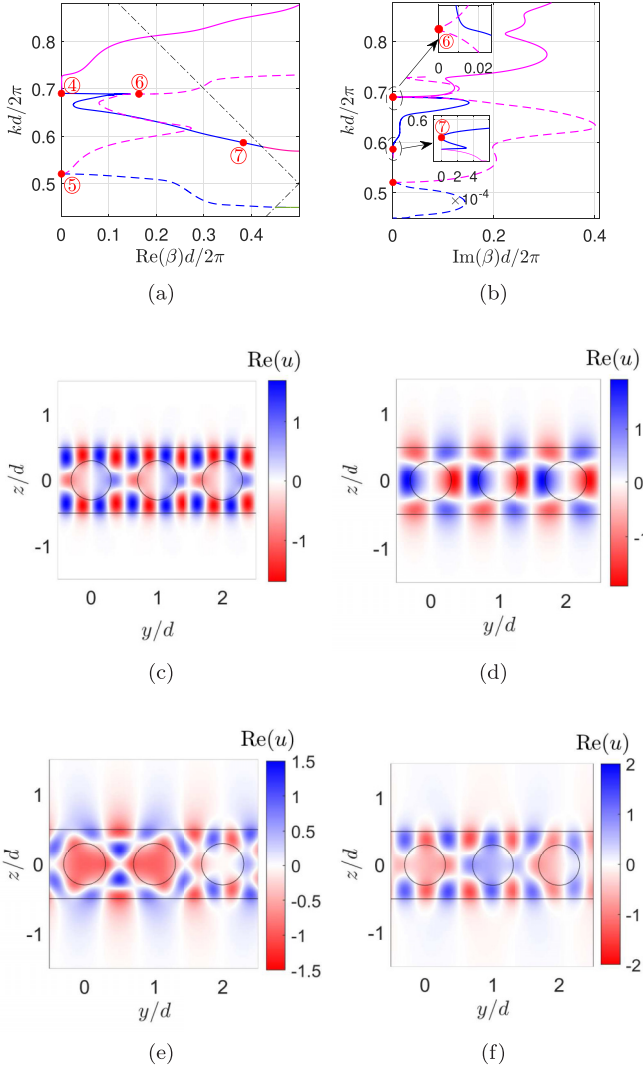 kd/2π
0.8
0.7
0.6
0.5
④
⑥
⑤
⑦
0 0.1 0.2 0.3 0.4
Re(β)d/2π
(a)
kd/2π
0.8
0.7
0.6
0.5
⑥
0 0.02
0.6
⑦
0 2 4
×10⁻⁴
0 0.2 0.4
Im(β)d/2π
(b)
Re(u)
1
0
-1
z/d
1
0
-1
0 1 2
y/d
(c)
Re(u)
1
0
-1
z/d
1
0
-1
0 1 2
y/d
(d)
Re(u)
1.5
1
0.5
0
-0.5
-1
-1.5
z/d
1
0
-1
0 1 2
y/d
(e)
Re(u)
2
1
0
-1
-2
z/d
1
0
-1
0 1 2
y/d
(f)